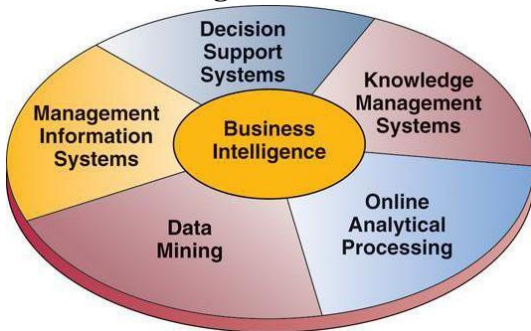 Decision
Support
Systems
Knowledge
Management
Systems
Management
Information
Systems
Business
Intelligence
Online
Analytical
Processing
Data
Mining